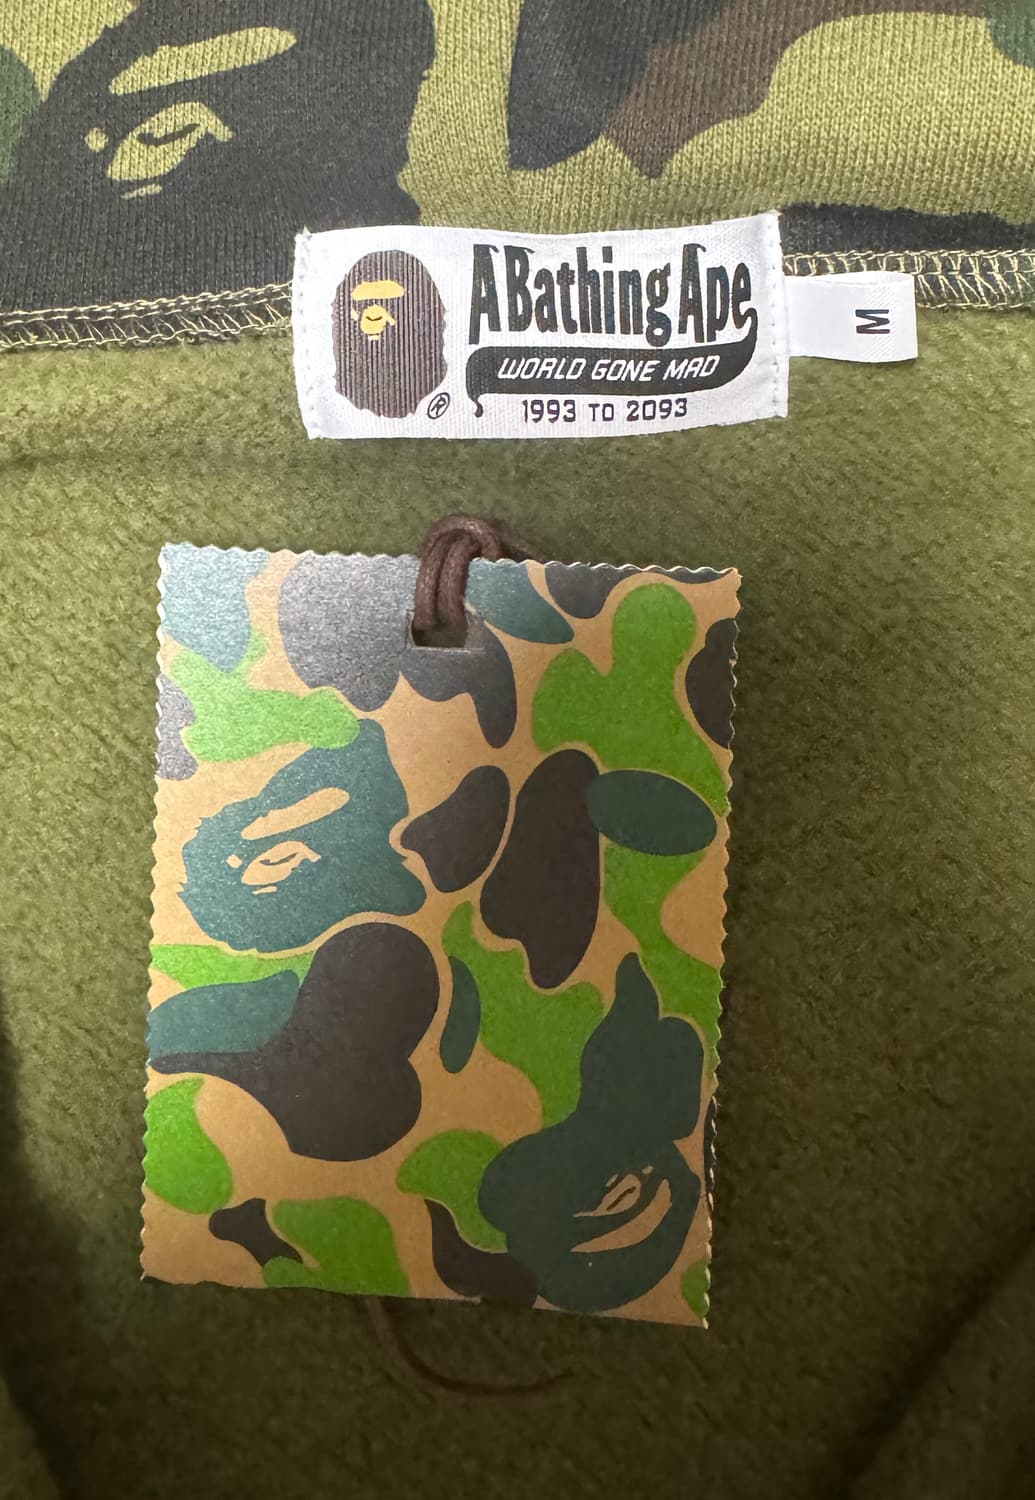 A Bathing Ape
WORLD GONE MAD
1993 TO 2093
®
M